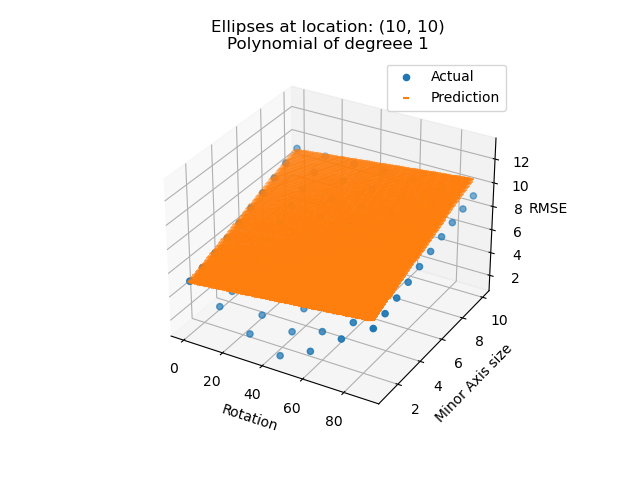 Ellipses at location: (10, 10)
Polynomial of degreee 1
Actual
Prediction
12
10
8
6
4
2
RMSE
10
8
6
4
2
Minor Axis size
0
20
40
60
80
Rotation